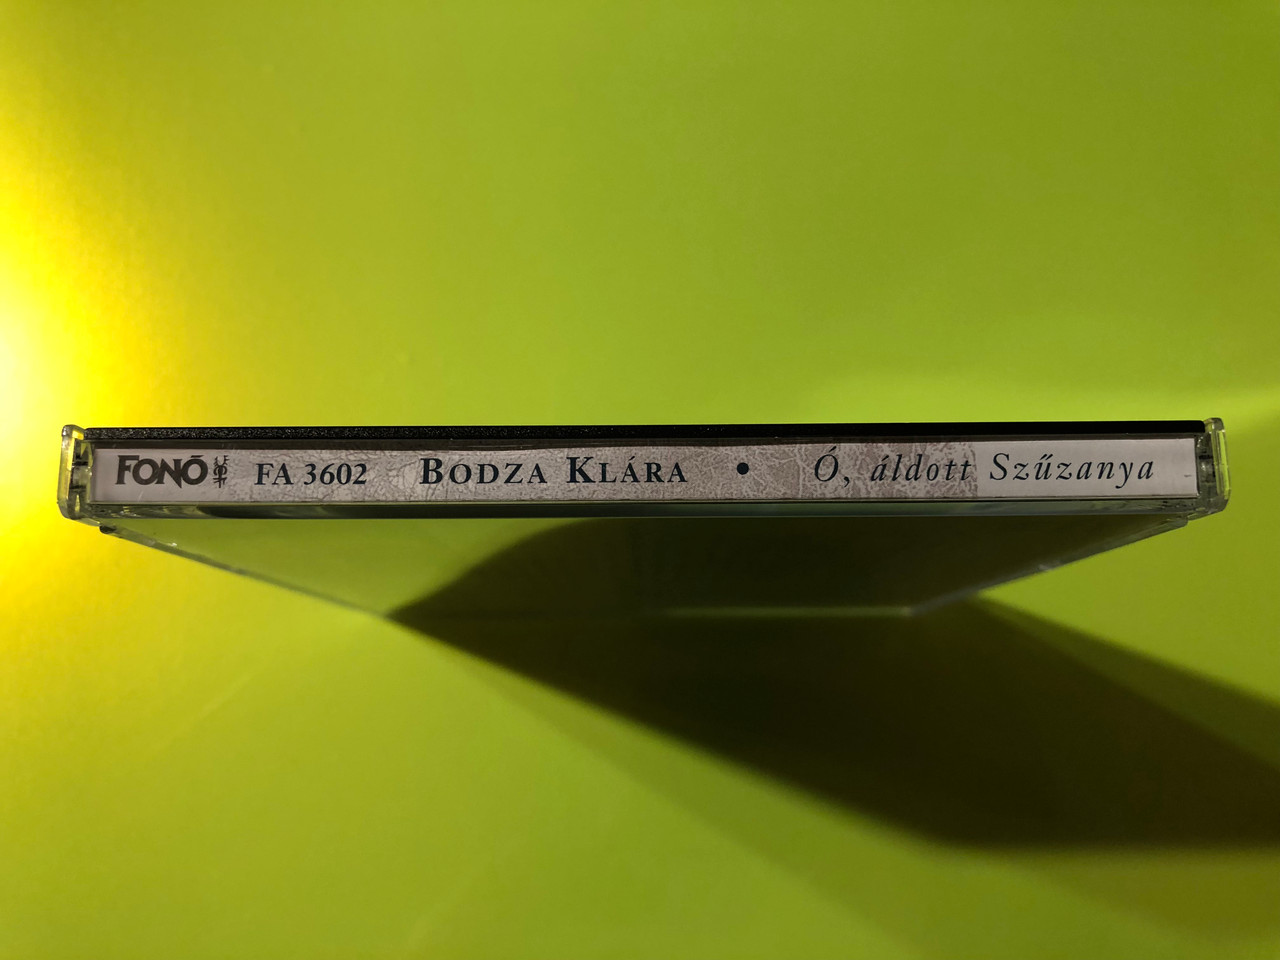 FONÓ FA 3602 BODZA KLÁRA • Ó, áldott Szűzanya